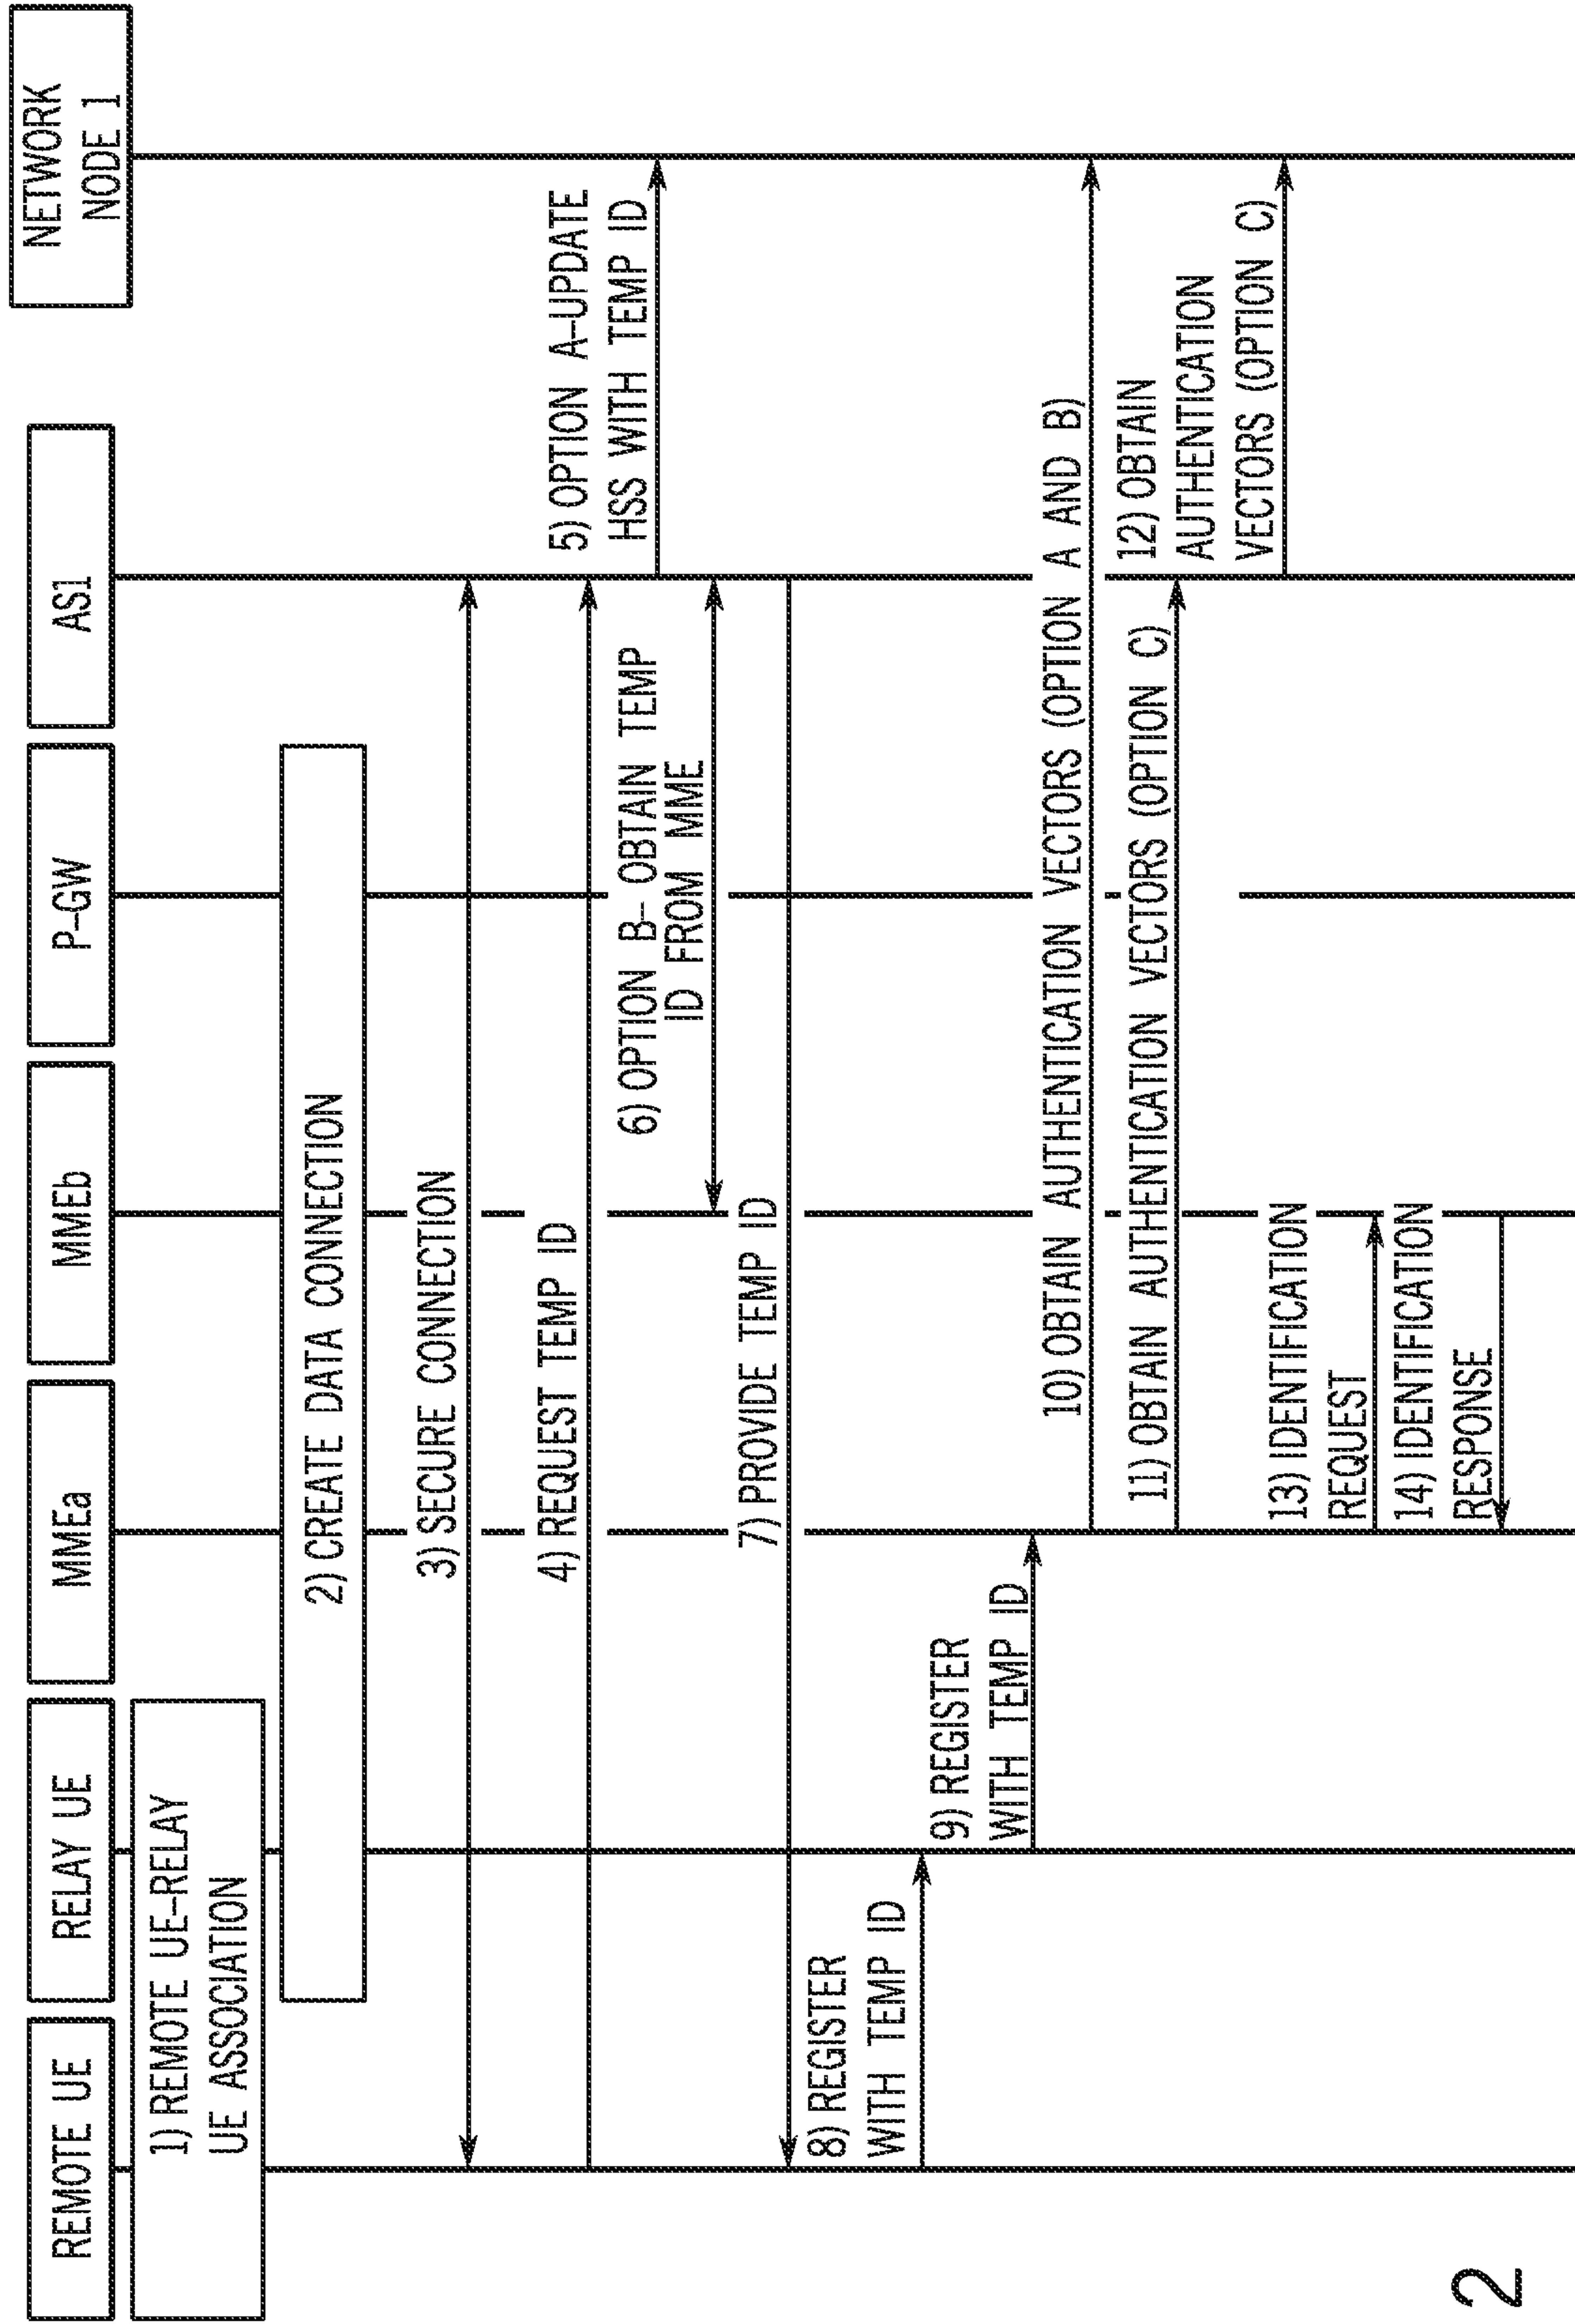 REMOTE UE
RELAY UE
MMEa
MMEb
P-GW
AS1
NETWORK
NODE 1
1) REMOTE UE-RELAY
UE ASSOCIATION
2) CREATE DATA CONNECTION
3) SECURE CONNECTION
4) REQUEST TEMP ID
5) OPTION A-UPDATE
HSS WITH TEMP ID
6) OPTION B- OBTAIN TEMP
ID FROM MME
7) PROVIDE TEMP ID
8) REGISTER
WITH TEMP ID
9) REGISTER
WITH TEMP ID
10) OBTAIN AUTHENTICATION VECTORS (OPTION A AND B)
11) OBTAIN AUTHENTICATION VECTORS (OPTION C)
12) OBTAIN
AUTHENTICATION
VECTORS (OPTION C)
13) IDENTIFICATION
REQUEST
14) IDENTIFICATION
RESPONSE
2